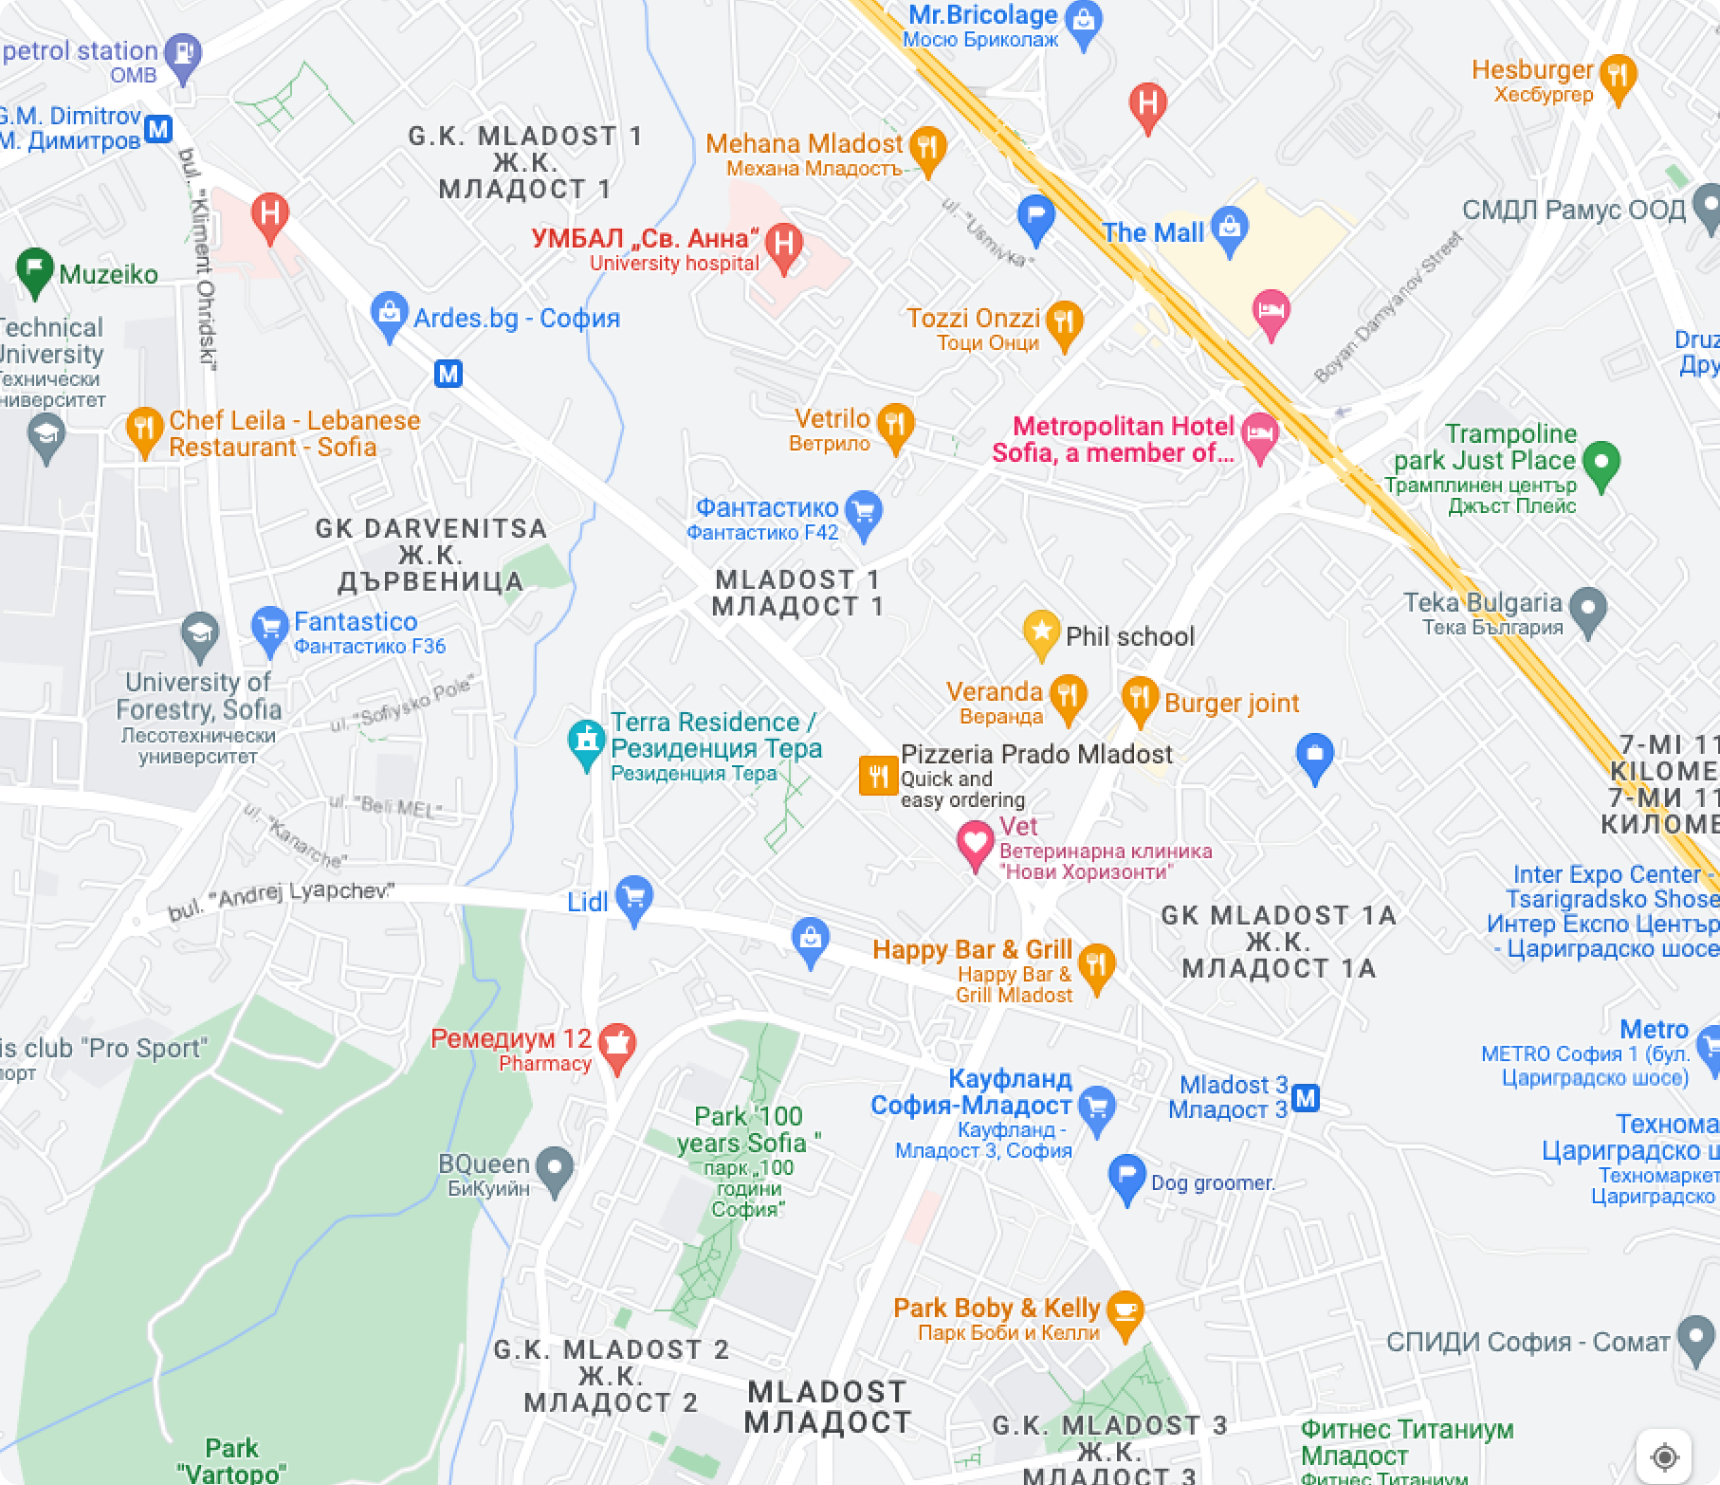 Mr.Bricolage
Мосю Бриколаж
petrol station
OMB
Hesburger
Хесбургер
G.M. Dimitrov
М. Димитров
M
G.K. MLADOST 1
Ж.К.
МЛАДОСТ 1
H
Mehana Mladost
Механа Младостъ
bul. "Kliment Ohridski"
H
ul. "Usmivka"
СМДЛ Рамус ООД
The Mall
УМБАЛ „Св. Анна“
University hospital
H
Muzeiko
Boyan Damyanov Street
Ardes.bg - София
Tozzi Onzzi
Тоци Онци
Technical
University
Технически
университет
M
Druz
Дру
Chef Leila - Lebanese
Restaurant - Sofia
Vetrilo
Ветрило
Metropolitan Hotel
Sofia, a member of...
Trampoline
park Just Place
Трамплинен център
Джъст Плейс
Фантастико
Фантастико F42
GK DARVENITSA
Ж.К.
ДЪРВЕНИЦА
MLADOST 1
МЛАДОСТ 1
Teka Bulgaria
Тека България
Fantastico
Фантастико F36
Phil school
University of
Forestry, Sofia
Лесотехнически
университет
ul. "Sofiysko Pole"
Veranda
Веранда
Burger joint
Terra Residence /
Резиденция Тера
Резиденция Тера
Pizzeria Prado Mladost
Quick and
easy ordering
7-MI 11
KILOME
7-МИ 11
КИЛОМЕ
ul. "Beli MEL"
ul. "Kanarche"
Vet
Ветеринарна клиника
"Нови Хоризонти"
bul. "Andrej Lyapchev"
Lidl
Inter Expo Center -
Tsarigradsko Shose
Интер Експо Център
- Цариградско шосе
GK MLADOST 1A
Ж.К.
МЛАДОСТ 1А
Happy Bar & Grill
Happy Bar &
Grill Mladost
is club "Pro Sport"
порт
Ремедиум 12
Pharmacy
Metro
METRO София 1 (бул.
Цариградско шосе)
Кауфланд
София-Младост
Кауфланд -
Младост 3, София
Mladost 3
Младост 3
M
Park "100
years Sofia "
парк „100
години
София"
Технома
Цариградско ш
Техномаркет
Цариградско
BQueen
БиКуийн
Dog groomer.
Park Boby & Kelly
Парк Боби и Келли
СПИДИ София - Сомат
G.K. MLADOST 2
Ж.К.
МЛАДОСТ 2
MLADOST
МЛАДОСТ
G.K. MLADOST 3
Ж.К.
МЛАДОСТ 3
Фитнес Титаниум
Младост
Фитнес Титаниум
Park
"Vartopo"